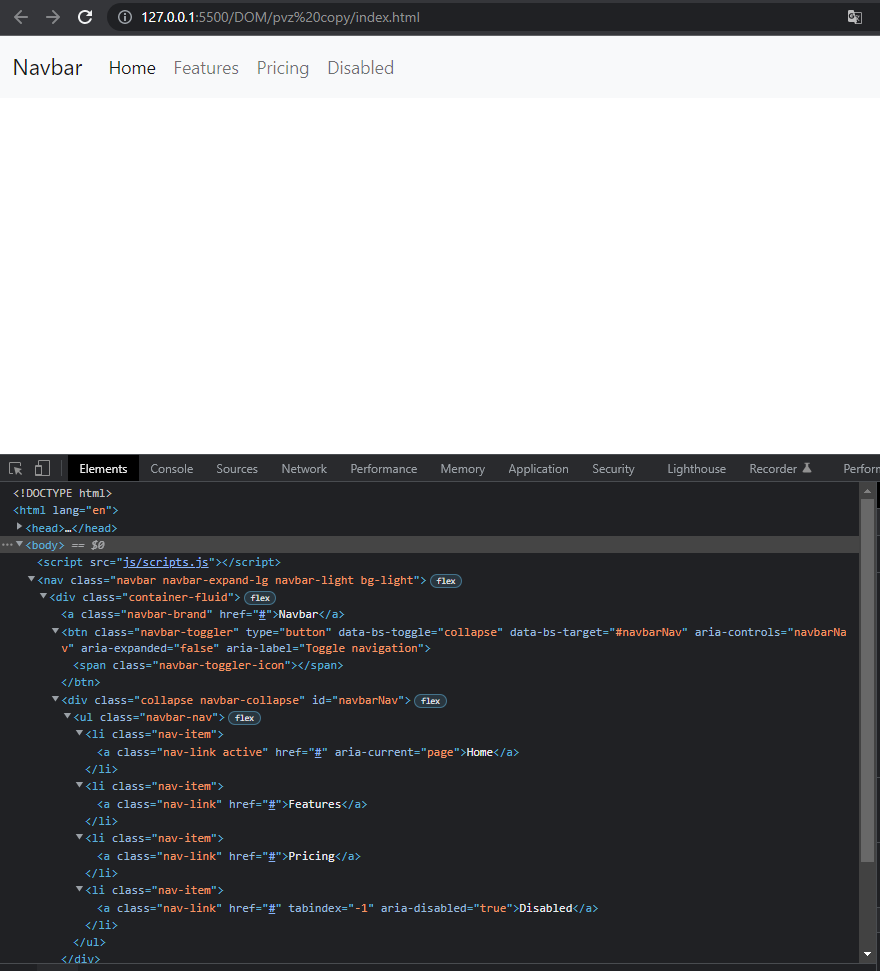 127.0.0.1:5500/DOM/pvz%20copy/index.html
Navbar Home Features Pricing Disabled
Elements Console Sources Network Performance Memory Application Security Lighthouse Recorder Perforn
<!DOCTYPE html>
<html lang="en">
<head>…</head>
<body> == $0
<script src="js/scripts.js"></script>
<nav class="navbar navbar-expand-lg navbar-light bg-light"> flex
<div class="container-fluid"> flex
<a class="navbar-brand" href="#">Navbar</a>
<btn class="navbar-toggler" type="button" data-bs-toggle="collapse" data-bs-target="#navbarNav" aria-controls="navbarNa
v" aria-expanded="false" aria-label="Toggle navigation">
<span class="navbar-toggler-icon"></span>
</btn>
<div class="collapse navbar-collapse" id="navbarNav"> flex
<ul class="navbar-nav"> flex
<li class="nav-item">
<a class="nav-link active" href="#" aria-current="page">Home</a>
</li>
<li class="nav-item">
<a class="nav-link" href="#">Features</a>
</li>
<li class="nav-item">
<a class="nav-link" href="#">Pricing</a>
</li>
<li class="nav-item">
<a class="nav-link" href="#" tabindex="-1" aria-disabled="true">Disabled</a>
</li>
</ul>
</div>